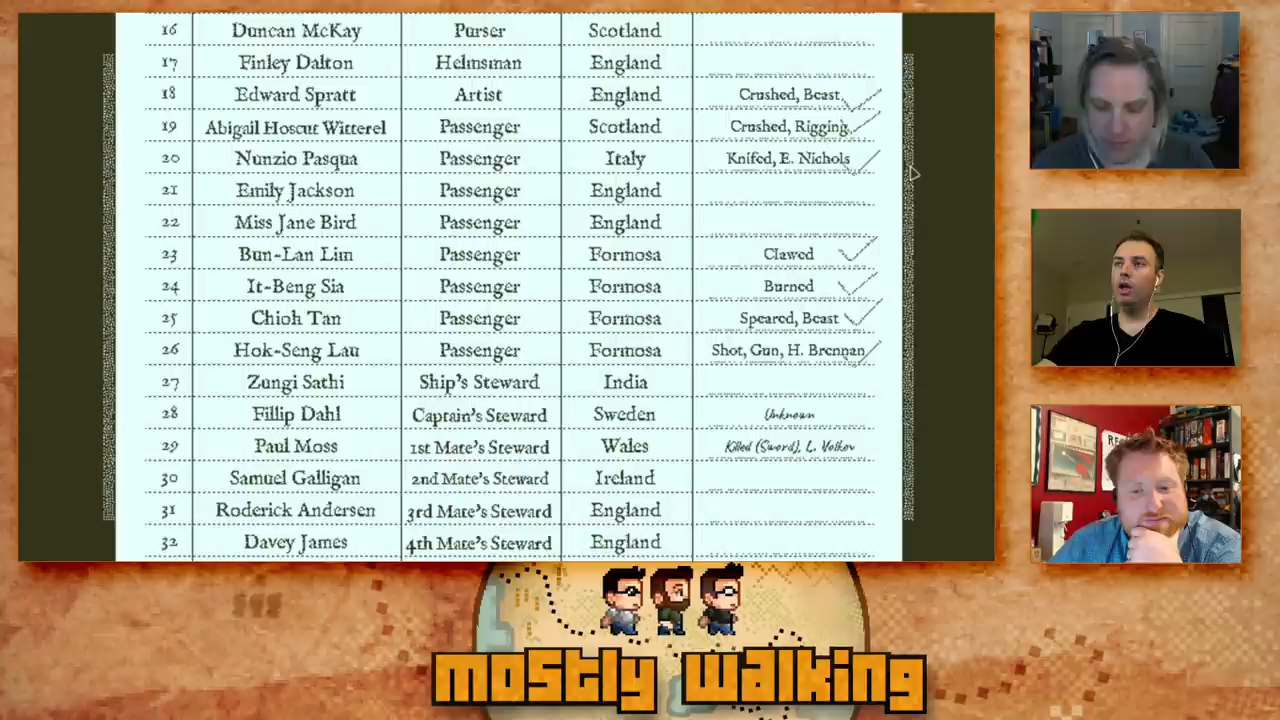 16 Duncan McKay Purser Scotland
17 Finley Dalton Helmsman England
18 Edward Spratt Artist England Crushed, Beast
19 Abigail Hoscut Witterel Passenger Scotland Crushed, Rigging
20 Nunzio Pasqua Passenger Italy Knifed, E. Nichols
21 Emily Jackson Passenger England
22 Miss Jane Bird Passenger England
23 Bun-Lan Lim Passenger Formosa Clawed
24 It-Beng Sia Passenger Formosa Burned
25 Chioh Tan Passenger Formosa Speared, Beast
26 Hok-Seng Lau Passenger Formosa Shot, Gun, H. Brennan
27 Zungi Sathi Ship's Steward India
28 Fillip Dahl Captain's Steward Sweden Unknown
29 Paul Moss 1st Mate's Steward Wales Killed (Sword), L. Volkov
30 Samuel Galligan 2nd Mate's Steward Ireland
31 Roderick Andersen 3rd Mate's Steward England
32 Davey James 4th Mate's Steward England
mostly walking